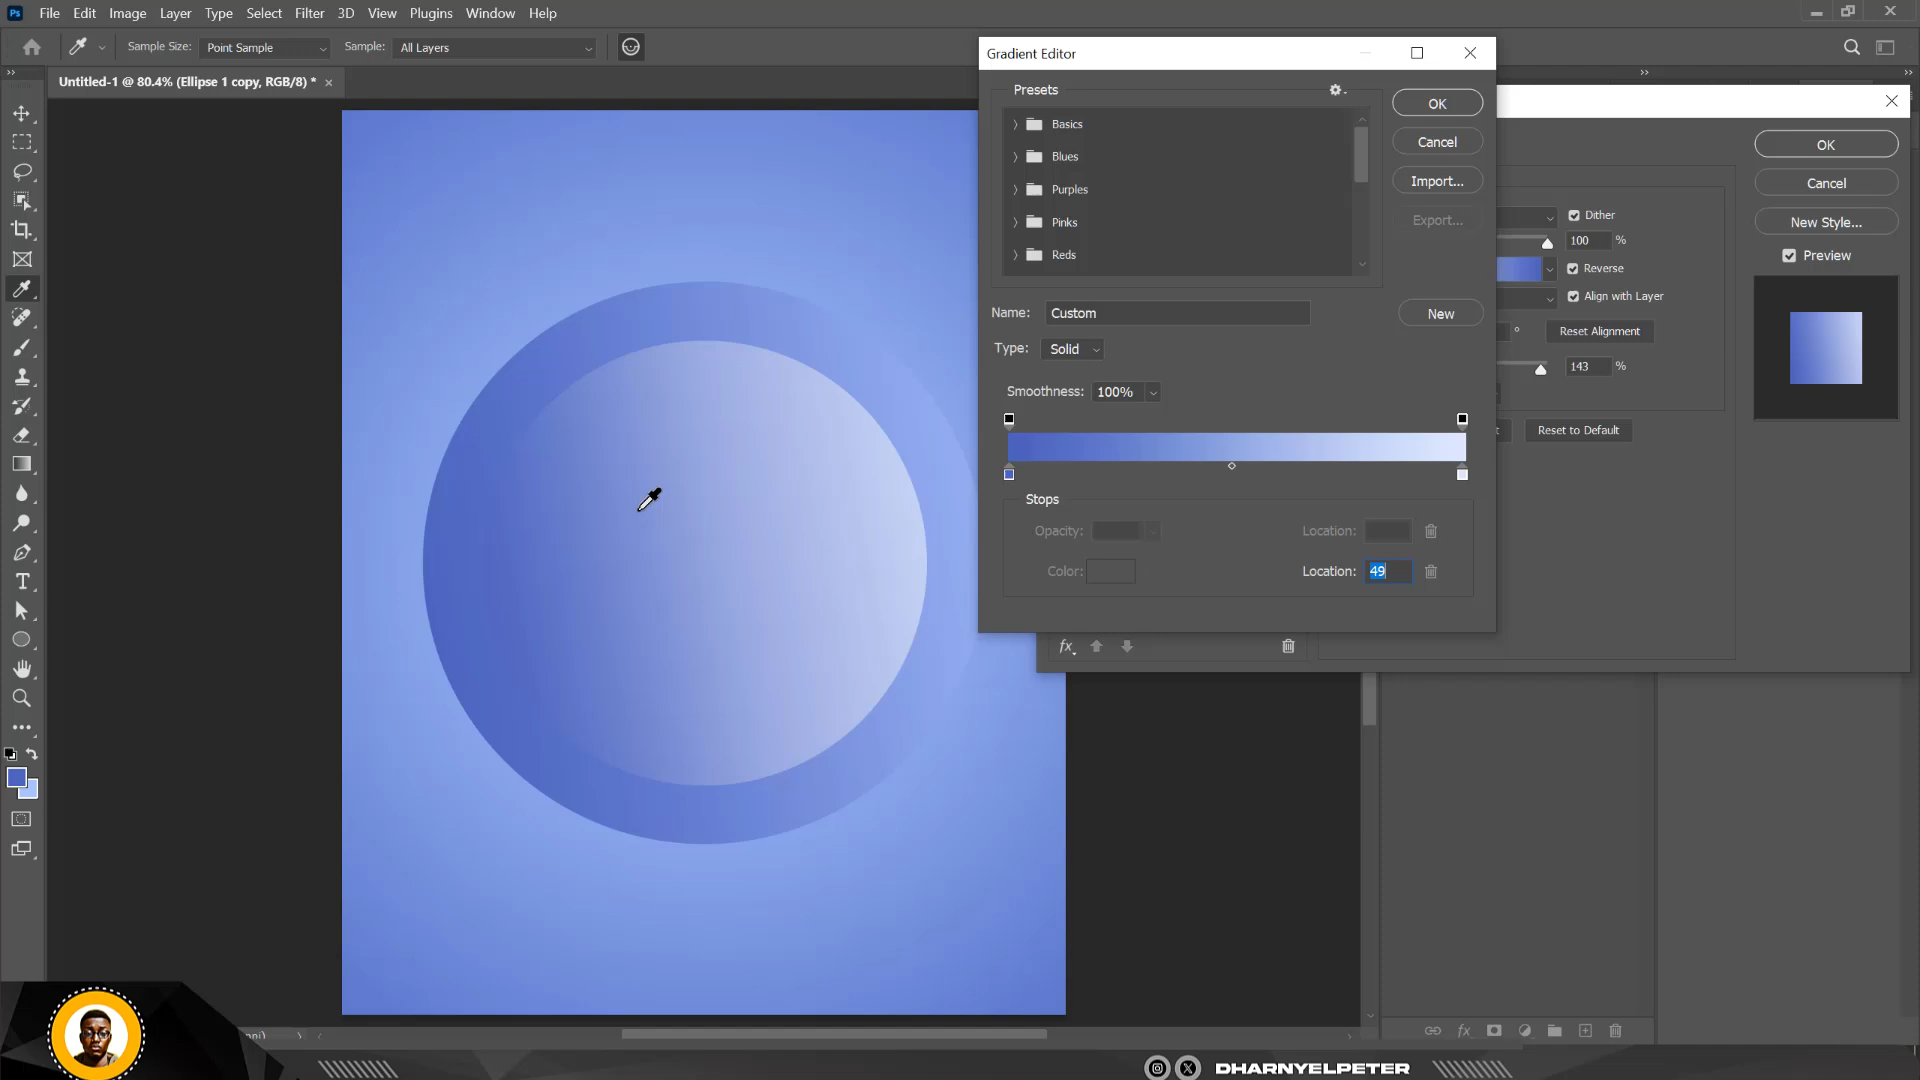 Ps File Edit Image Layer Type Select Filter 3D View Plugins Window Help
Sample Size: Point Sample Sample: All Layers
Untitled-1 @ 80.4% (Ellipse 1 copy, RGB/8) *
Gradient Editor
Presets
Basics
Blues
Purples
Pinks
Reds
OK
Cancel
Import...
Export...
Name: Custom
New
Type: Solid
Smoothness: 100%
Stops
Opacity:
Location:
Color:
Location: 49
fx
Dither
100 %
Reverse
Align with Layer
° Reset Alignment
143 %
Reset to Default
OK
Cancel
New Style...
Preview
fx
DHARNYELPETER